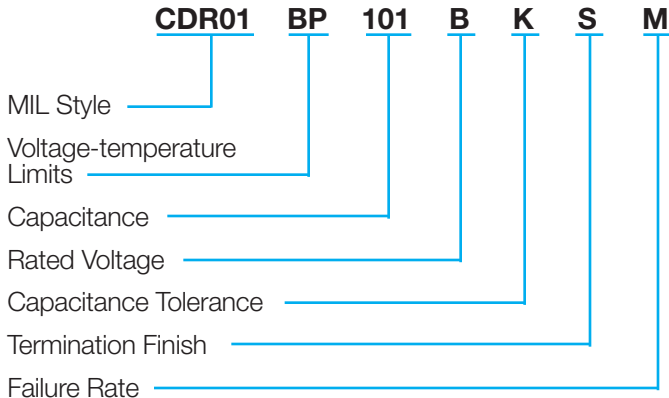 CDR01 BP 101 B K S M
MIL Style
Voltage-temperature
Limits
Capacitance
Rated Voltage
Capacitance Tolerance
Termination Finish
Failure Rate